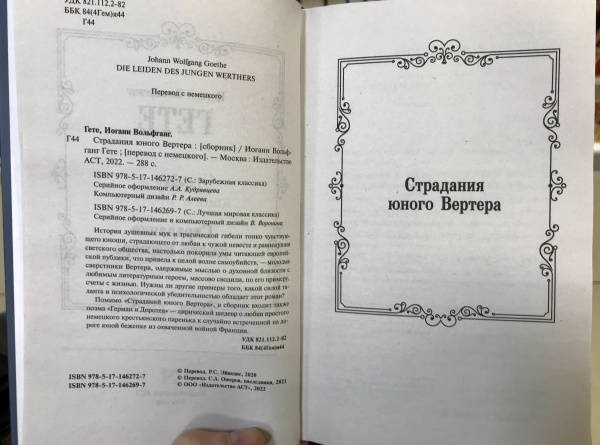 УДК 821.112.2-82
ББК 84(4Гем)я44
Г44
Johann Wolfgang Goethe
DIE LEIDEN DES JUNGEN WERTHERS
Перевод с немецкого
Гете, Иоганн Вольфганг.
Г44
Страдания юного Вертера : [сборник] / Иоганн Вольф-
ганг Гете ; [перевод с немецкого]. — Москва : Издательство
АСТ, 2022. — 288 с.
ISBN 978-5-17-146272-7 (С.: Зарубежная классика)
Серийное оформление А.А. Кудрявцева
Компьютерный дизайн Р. Р. Алеева
ISBN 978-5-17-146269-7 (С.: Лучшая мировая классика)
Серийное оформление и компьютерный дизайн В. Воронина
История душевных мук и трагической гибели тонко чувствую-
щего юноши, страдающего от любви к чужой невесте и равнодушия
светского общества, настолько покорила умы читающей европей-
ской публики, что привела к целой волне самоубийств, — молодые
сверстники Вертера, одержимые мыслью о духовной близости с
любимым литературным героем, массово сводили, по его примеру,
счеты с жизнью. Нужны ли другие примеры того, какой силой та-
ланта и психологической убедительностью обладает этот роман?
Помимо «Страданий юного Вертера», в сборник входит также
поэма «Герман и Доротея» — лирический шедевр о любви простого
немецкого крестьянского паренька к случайно встреченной на до-
роге юной беженке из охваченной войной Франции.
УДК 821.112.2-82
ББК 84(4Гем)я44
© Перевод. Р.С. Эйвадис, 2020
© Перевод. С.А. Ошеров, наследники, 2021
ISBN 978-5-17-146272-7
ISBN 978-5-17-146269-7
© ООО «Издательство АСТ», 2022
Страдания
юного Вертера